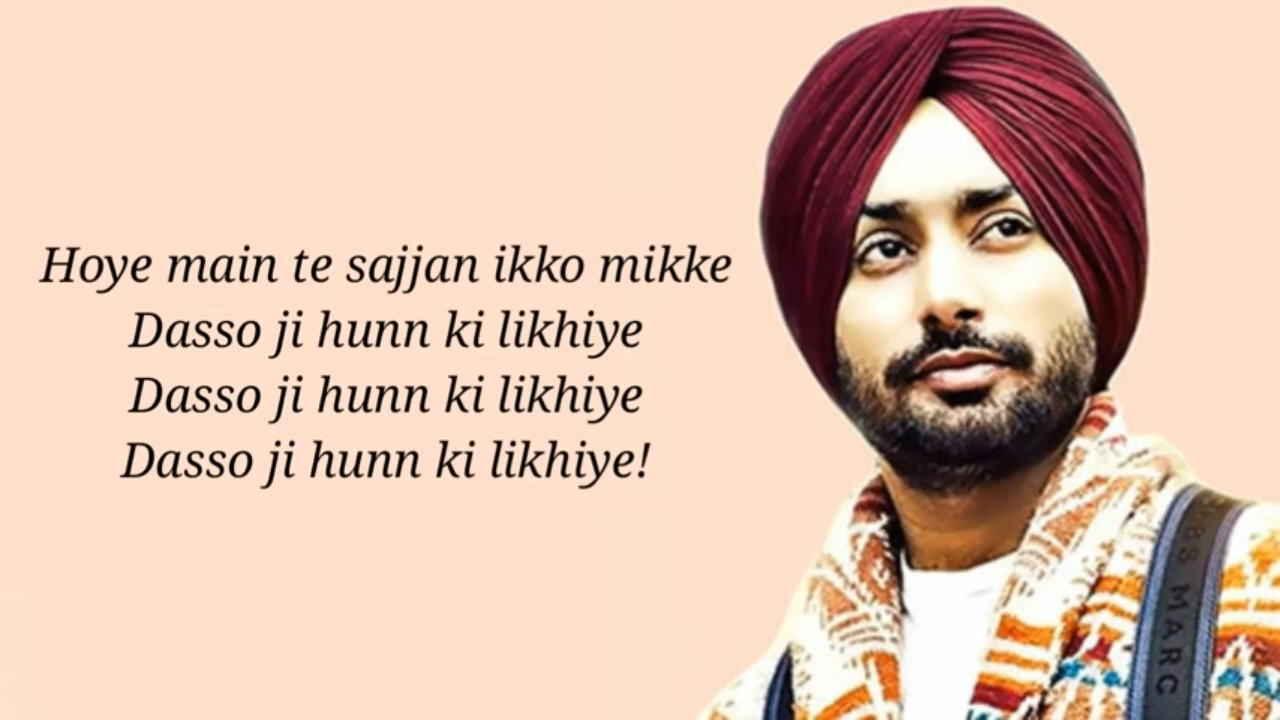 Hoye main te sajjan ikko mikke
Dasso ji hunn ki likhiye
Dasso ji hunn ki likhiye
Dasso ji hunn ki likhiye!
MARC